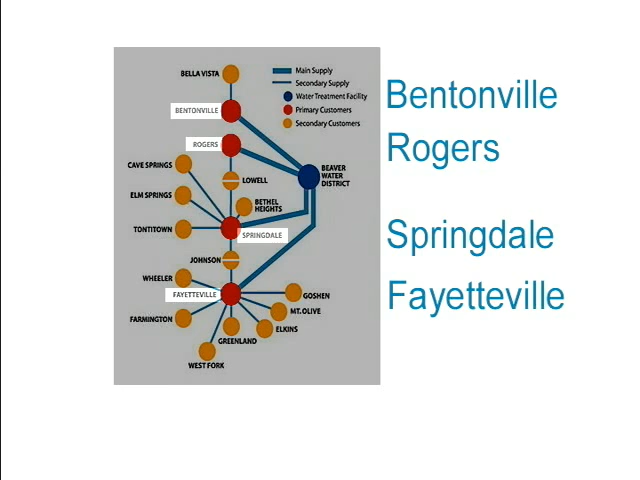 BELLA VISTA
Main Supply
Secondary Supply
Water Treatment Facility
Primary Customers
Secondary Customers
BENTONVILLE
ROGERS
CAVE SPRINGS
LOWELL
BEAVER
WATER
DISTRICT
ELM SPRINGS
BETHEL
HEIGHTS
TONTITOWN
SPRINGDALE
JOHNSON
WHEELER
FAYETTEVILLE
GOSHEN
MT. OLIVE
FARMINGTON
ELKINS
GREENLAND
WEST FORK
Bentonville
Rogers
Springdale
Fayetteville